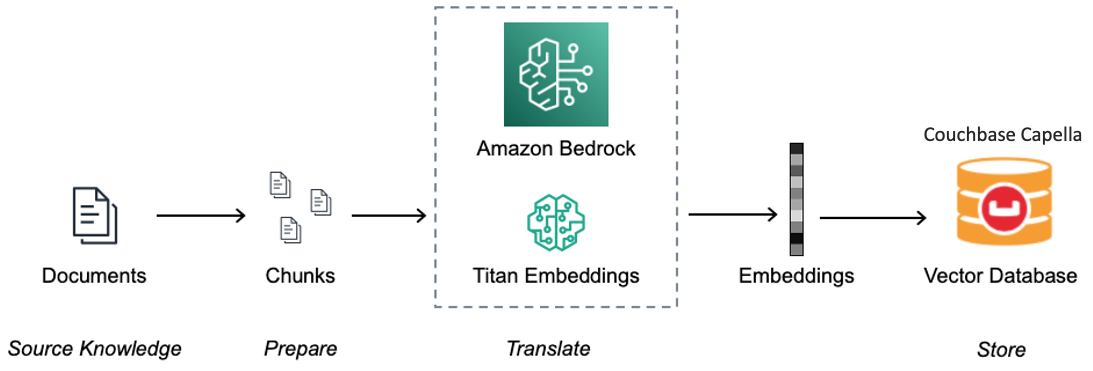 Amazon Bedrock
Couchbase Capella
Documents
Chunks
Titan Embeddings
Embeddings
Vector Database
Source Knowledge
Prepare
Translate
Store